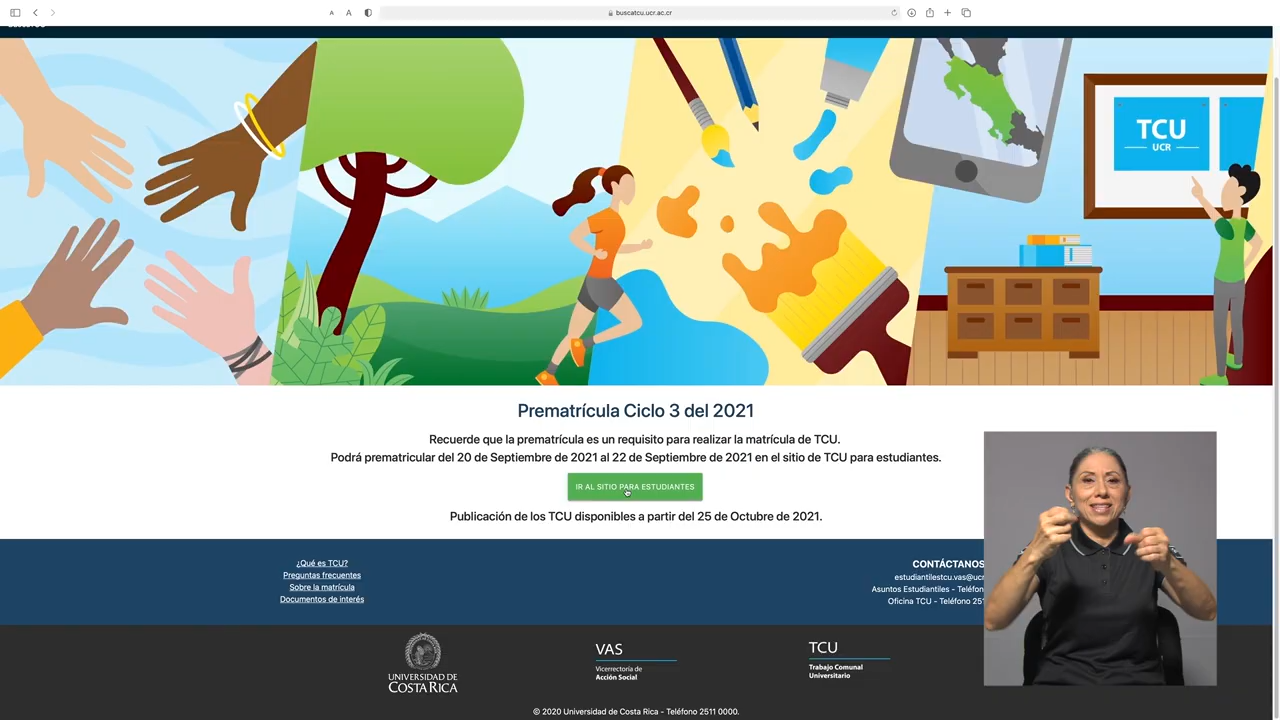 A
A
buscatcu.ucr.ac.cr
TCU
UCR
Prematrícula Ciclo 3 del 2021
Recuerde que la prematrícula es un requisito para realizar la matrícula de TCU.
Podrá prematricular del 20 de Septiembre de 2021 al 22 de Septiembre de 2021 en el sitio de TCU para estudiantes.
IR AL SITIO PARA ESTUDIANTES
Publicación de los TCU disponibles a partir del 25 de Octubre de 2021.
¿Qué es TCU?
Preguntas frecuentes
Sobre la matrícula
Documentos de interés
CONTÁCTANOS
estudiantilestcu.vas@ucr
Asuntos Estudiantiles - Teléfon
Oficina TCU - Teléfono 251
UNIVERSIDAD DE
COSTA RICA
VAS
Vicerrectoría de
Acción Social
TCU
Trabajo Comunal
Universitario
© 2020 Universidad de Costa Rica - Teléfono 2511 0000.